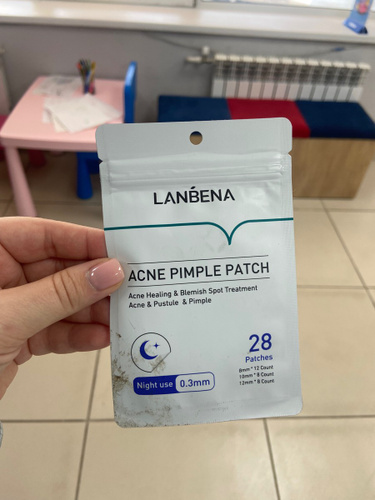 LANBENA
ACNE PIMPLE PATCH
Acne Healing & Blemish Spot Treatment
Acne & Pustule & Pimple
28
Patches
8mm * 12 Count
10mm * 8 Count
12mm * 8 Count
Night use 0.3mm